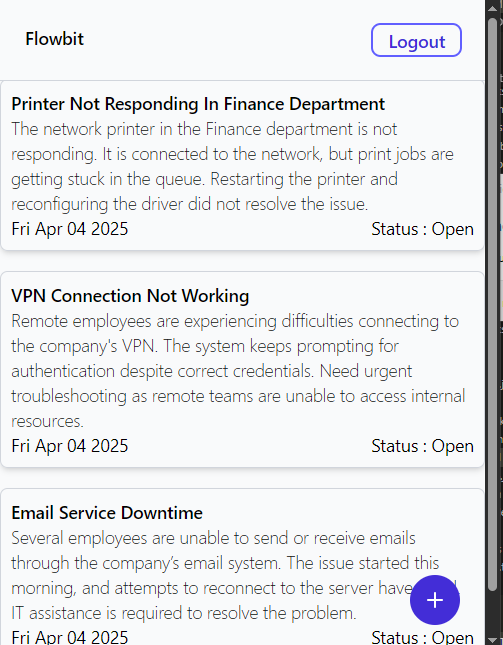 Flowbit
Logout
Printer Not Responding In Finance Department
The network printer in the Finance department is not
responding. It is connected to the network, but print jobs are
getting stuck in the queue. Restarting the printer and
reconfiguring the driver did not resolve the issue.
Fri Apr 04 2025
Status : Open
VPN Connection Not Working
Remote employees are experiencing difficulties connecting to
the company's VPN. The system keeps prompting for
authentication despite correct credentials. Need urgent
troubleshooting as remote teams are unable to access internal
resources.
Fri Apr 04 2025
Status : Open
Email Service Downtime
Several employees are unable to send or receive emails
through the company’s email system. The issue started this
morning, and attempts to reconnect to the server have
IT assistance is required to resolve the problem.
Fri Apr 04 2025
Status : Open